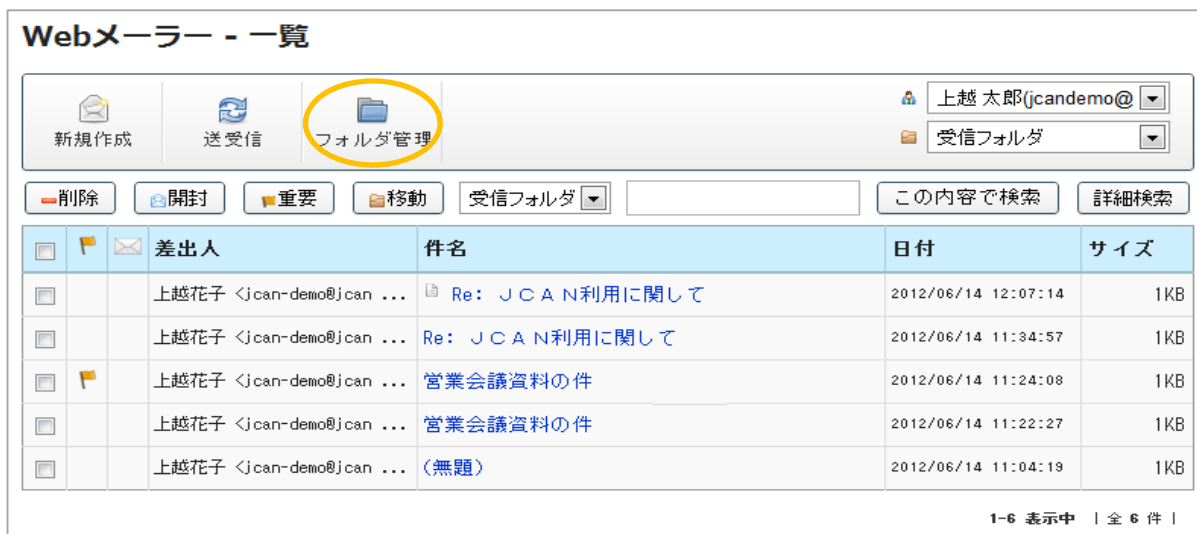 Webメーラー - 一覧
上越 太郎(jcandemo@
新規作成 送受信 フォルダ管理 受信フォルダ
削除 開封 重要 移動 受信フォルダ この内容で検索 詳細検索
差出人 件名 日付 サイズ
上越花子 <jcan-demo@jcan ... Re: ＪＣＡＮ利用に関して 2012/06/14 12:07:14 1KB
上越花子 <jcan-demo@jcan ... Re: ＪＣＡＮ利用に関して 2012/06/14 11:34:57 1KB
上越花子 <jcan-demo@jcan ... 営業会議資料の件 2012/06/14 11:24:08 1KB
上越花子 <jcan-demo@jcan ... 営業会議資料の件 2012/06/14 11:22:27 1KB
上越花子 <jcan-demo@jcan ... (無題) 2012/06/14 11:04:19 1KB
1-6 表示中 | 全 6 件 |